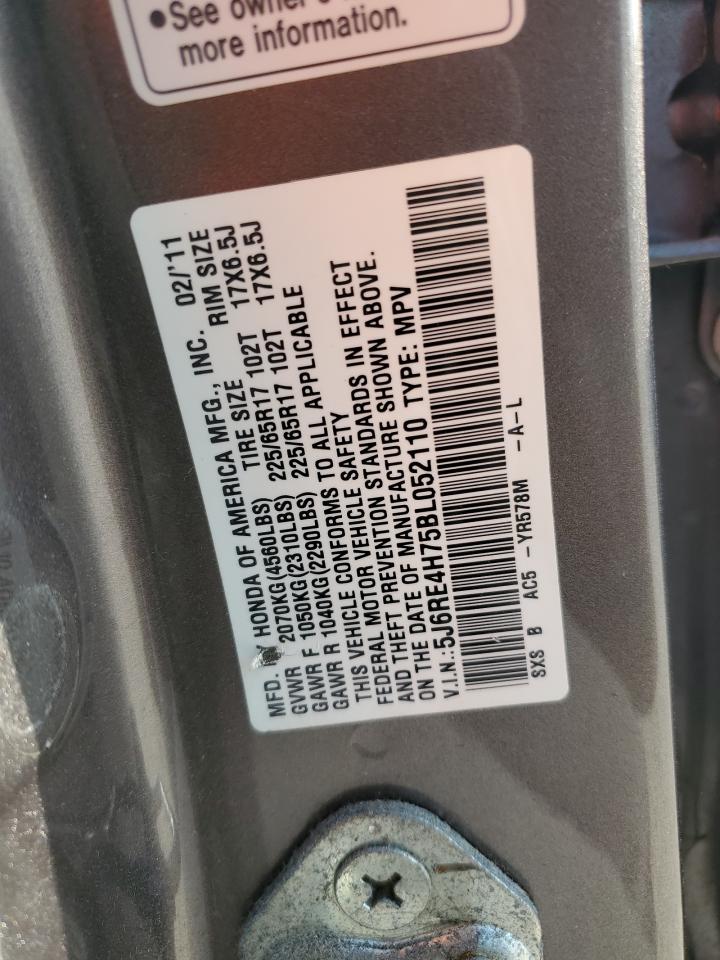 •See owner's
more information.
MFD. BY HONDA OF AMERICA MFG., INC. 02/'11
GVWR 2070KG(4560LBS) TIRE SIZE RIM SIZE
GAWR F 1050KG(2310LBS) 225/65R17 102T 17X6.5J
GAWR R 1040KG(2290LBS) 225/65R17 102T 17X6.5J
THIS VEHICLE CONFORMS TO ALL APPLICABLE
FEDERAL MOTOR VEHICLE SAFETY
AND THEFT PREVENTION STANDARDS IN EFFECT
ON THE DATE OF MANUFACTURE SHOWN ABOVE.
V.I.N.:5J6RE4H75BL052110 TYPE: MPV
SXS B AC5 - YR578M -A-L